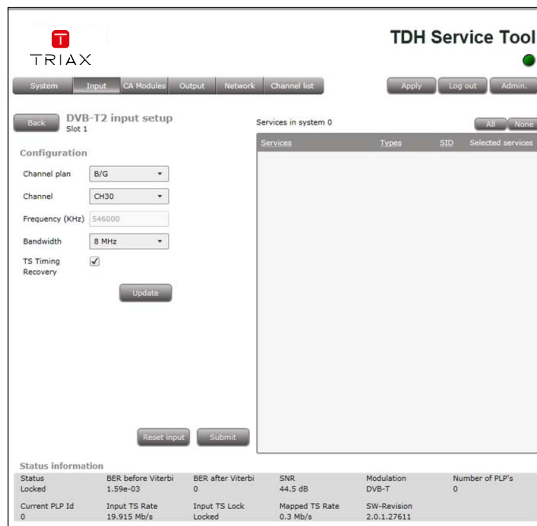 TRIAX
TDH Service Tool
System Input CA Modules Output Network Channel list Apply Log out Admin.
Back DVB-T2 input setup
Slot 1
Services in system 0 All None
Services Types SID Selected services
Configuration
Channel plan B/G
Channel CH30
Frequency (KHz) 546000
Bandwidth 8 MHz
TS Timing
Recovery
Update
Reset input Submit
Status information
Status BER before Viterbi BER after Viterbi SNR Modulation Number of PLP's
Locked 1.59e-03 0 44.5 dB DVB-T 0
Current PLP Id Input TS Rate Input TS Lock Mapped TS Rate SW-Revision
0 19.915 Mb/s Locked 0.3 Mb/s 2.0.1.27611